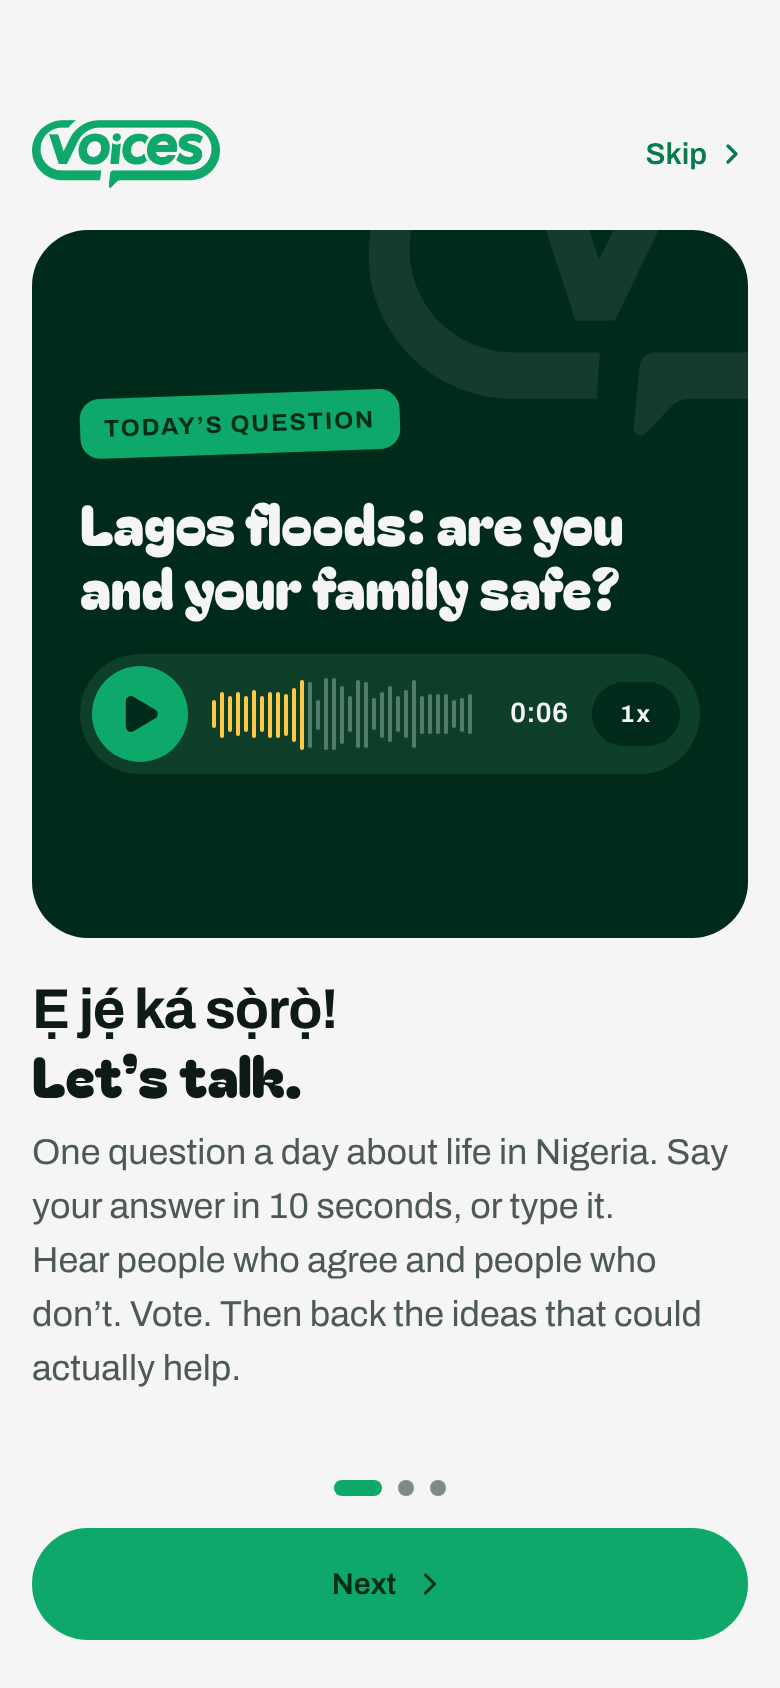 Voices
Skip
TODAY’S QUESTION
Lagos floods: are you
and your family safe?
0:06
1x
Ẹ jẹ́ ká sọ̀rọ̀!
Let’s talk.
One question a day about life in Nigeria. Say
your answer in 10 seconds, or type it.
Hear people who agree and people who
don’t. Vote. Then back the ideas that could
actually help.
Next